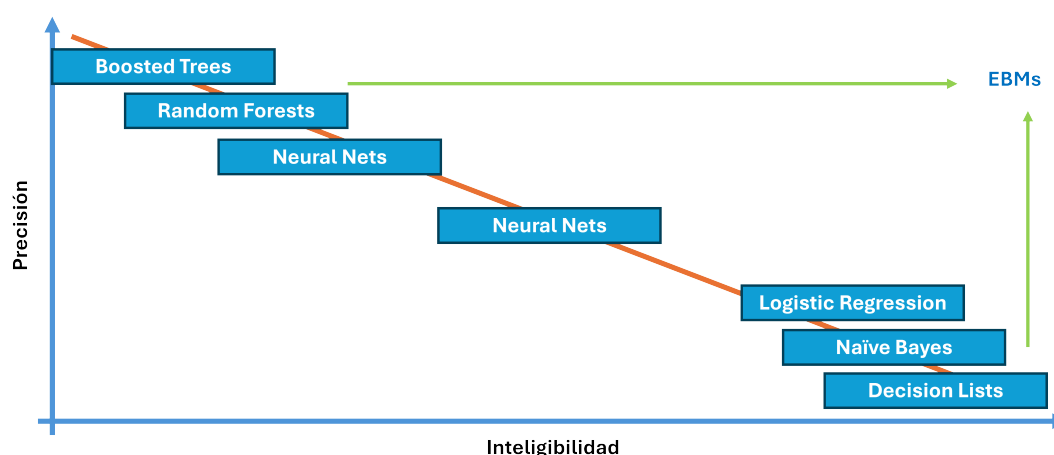 Boosted Trees
EBMs
Random Forests
Neural Nets
Neural Nets
Precisión
Logistic Regression
Naïve Bayes
Decision Lists
Inteligibilidad